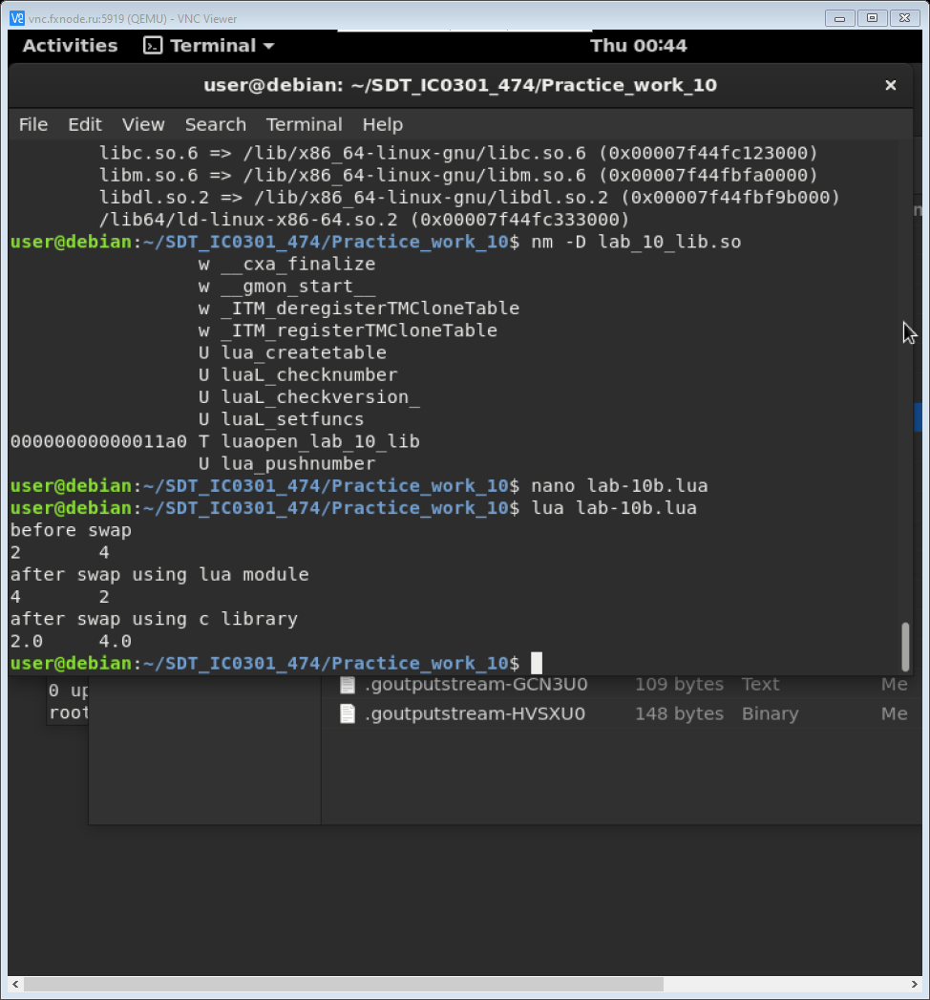 vnc.fxnode.ru:5919 (QEMU) - VNC Viewer
Activities Terminal Thu 00:44
user@debian: ~/SDT_IC0301_474/Practice_work_10
File Edit View Search Terminal Help
libc.so.6 => /lib/x86_64-linux-gnu/libc.so.6 (0x00007f44fc123000)
libm.so.6 => /lib/x86_64-linux-gnu/libm.so.6 (0x00007f44fbfa0000)
libdl.so.2 => /lib/x86_64-linux-gnu/libdl.so.2 (0x00007f44fbf9b000)
/lib64/ld-linux-x86-64.so.2 (0x00007f44fc333000)
user@debian:~/SDT_IC0301_474/Practice_work_10$ nm -D lab_10_lib.so
w __cxa_finalize
w __gmon_start__
w _ITM_deregisterTMCloneTable
w _ITM_registerTMCloneTable
U lua_createtable
U luaL_checknumber
U luaL_checkversion_
U luaL_setfuncs
00000000000011a0 T luaopen_lab_10_lib
U lua_pushnumber
user@debian:~/SDT_IC0301_474/Practice_work_10$ nano lab-10b.lua
user@debian:~/SDT_IC0301_474/Practice_work_10$ lua lab-10b.lua
before swap
2 4
after swap using lua module
4 2
after swap using c library
2.0 4.0
user@debian:~/SDT_IC0301_474/Practice_work_10$
0 up
root
.goutputstream-GCN3U0 109 bytes Text Me
.goutputstream-HVSXU0 148 bytes Binary Me